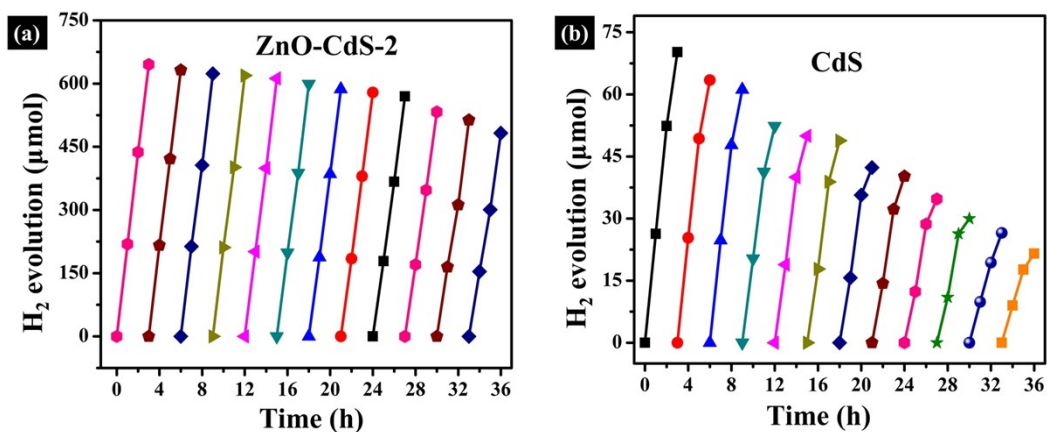 (a)
ZnO-CdS-2
H₂ evolution (μmol)
750
600
450
300
150
0
0 4 8 12 16 20 24 28 32 36
Time (h)
(b)
CdS
H₂ evolution (μmol)
75
60
45
30
15
0
0 4 8 12 16 20 24 28 32 36
Time (h)